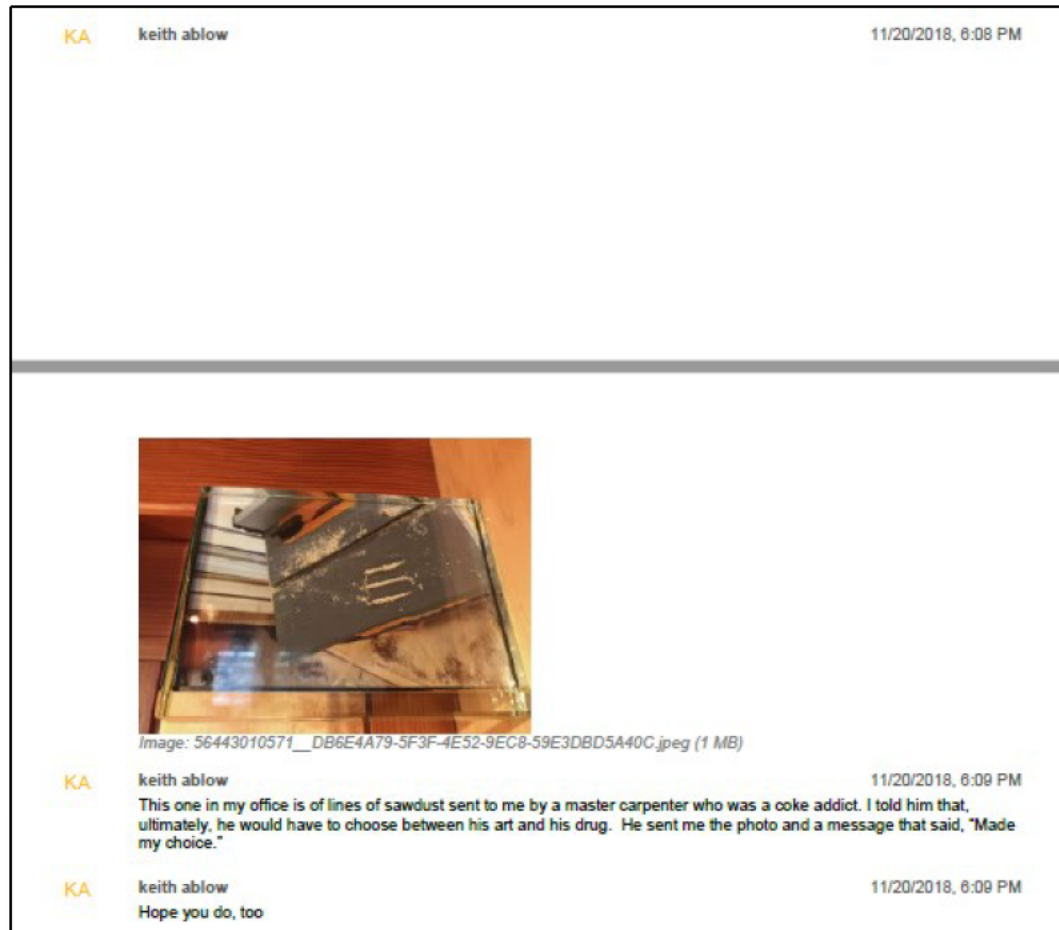 KA keith ablow 11/20/2018, 6:08 PM
Image: 56443010571__DB6E4A79-5F3F-4E52-9EC8-59E3DBD5A40C.jpeg (1 MB)
KA keith ablow 11/20/2018, 6:09 PM
This one in my office is of lines of sawdust sent to me by a master carpenter who was a coke addict. I told him that,
ultimately, he would have to choose between his art and his drug.  He sent me the photo and a message that said, “Made
my choice.”
KA keith ablow 11/20/2018, 6:09 PM
Hope you do, too